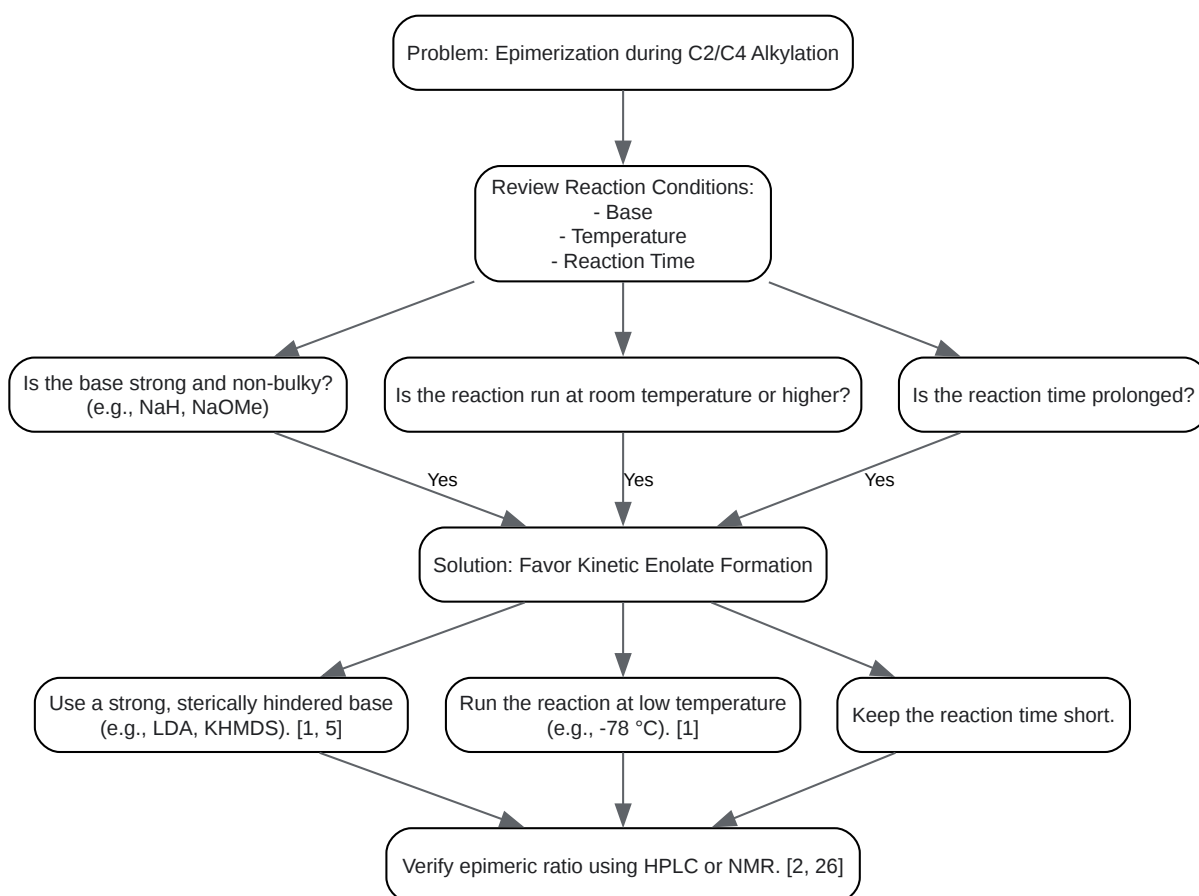 Problem: Epimerization during C2/C4 Alkylation
Review Reaction Conditions:
- Base
- Temperature
- Reaction Time
Is the base strong and non-bulky?
(e.g., NaH, NaOMe)
Is the reaction run at room temperature or higher?
Is the reaction time prolonged?
Yes
Yes
Yes
Solution: Favor Kinetic Enolate Formation
Use a strong, sterically hindered base
(e.g., LDA, KHMDS). [1, 5]
Run the reaction at low temperature
(e.g., -78 °C). [1]
Keep the reaction time short.
Verify epimeric ratio using HPLC or NMR. [2, 26]